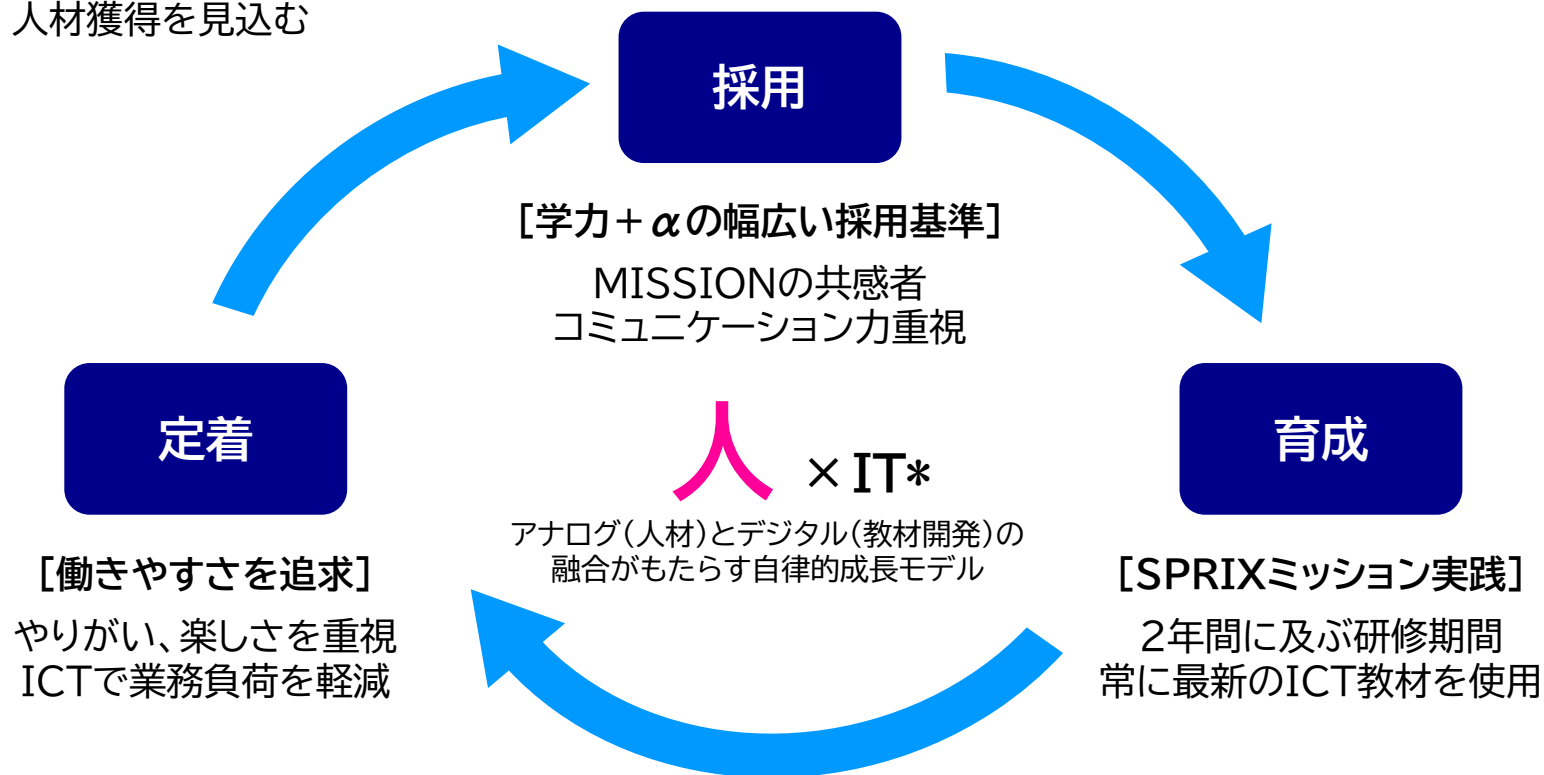 人材獲得を見込む
採用
[学力+αの幅広い採用基準]
MISSIONの共感者
コミュニケーション力重視
定着
人 ×IT*
アナログ(人材)とデジタル(教材開発)の
融合がもたらす自律的成長モデル
育成
[働きやすさを追求]
やりがい、楽しさを重視
ICTで業務負荷を軽減
[SPRIXミッション実践]
2年間に及ぶ研修期間
常に最新のICT教材を使用